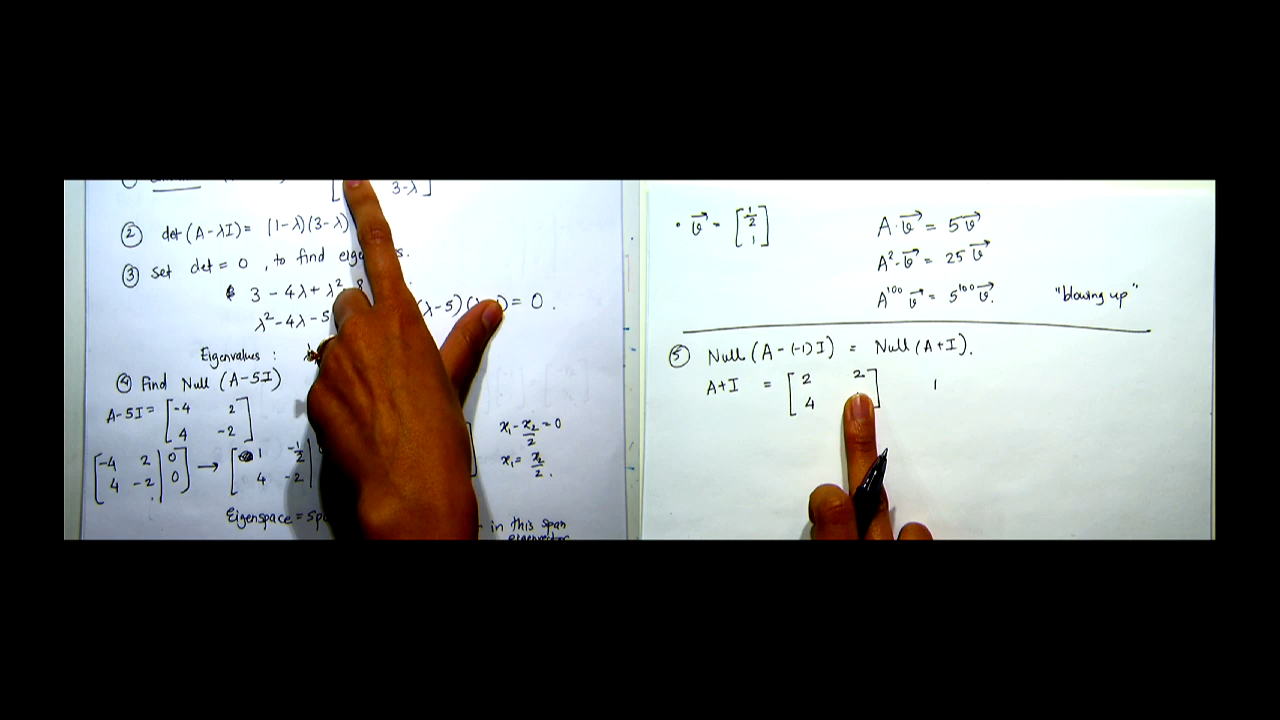 3-λ
② det (A-λI) = (1-λ)(3-λ)
③ set det = 0 , to find
3 - 4λ + λ²
λ² - 4λ - 5 (λ-5)( = 0 .
Eigenvalues :
④ Find Null (A-5I)
A-5I = [-4 2
4 -2]
x₁ - x₂/2 = 0
x₁ = x₂/2 .
[-4 2 | 0
4 -2 | 0] → [1 -1/2
4 -2
Eigenspace = in this span
eigenvector
• v⃗ = [1/2
1]
A · v⃗ = 5v⃗
A² · v⃗ = 25 v⃗
A¹⁰⁰ v⃗ = 5¹⁰⁰ v⃗ . "blowing up"
⑤ Null (A - (-1)I) = Null (A+I).
A+I = [2 2
4 ] 1